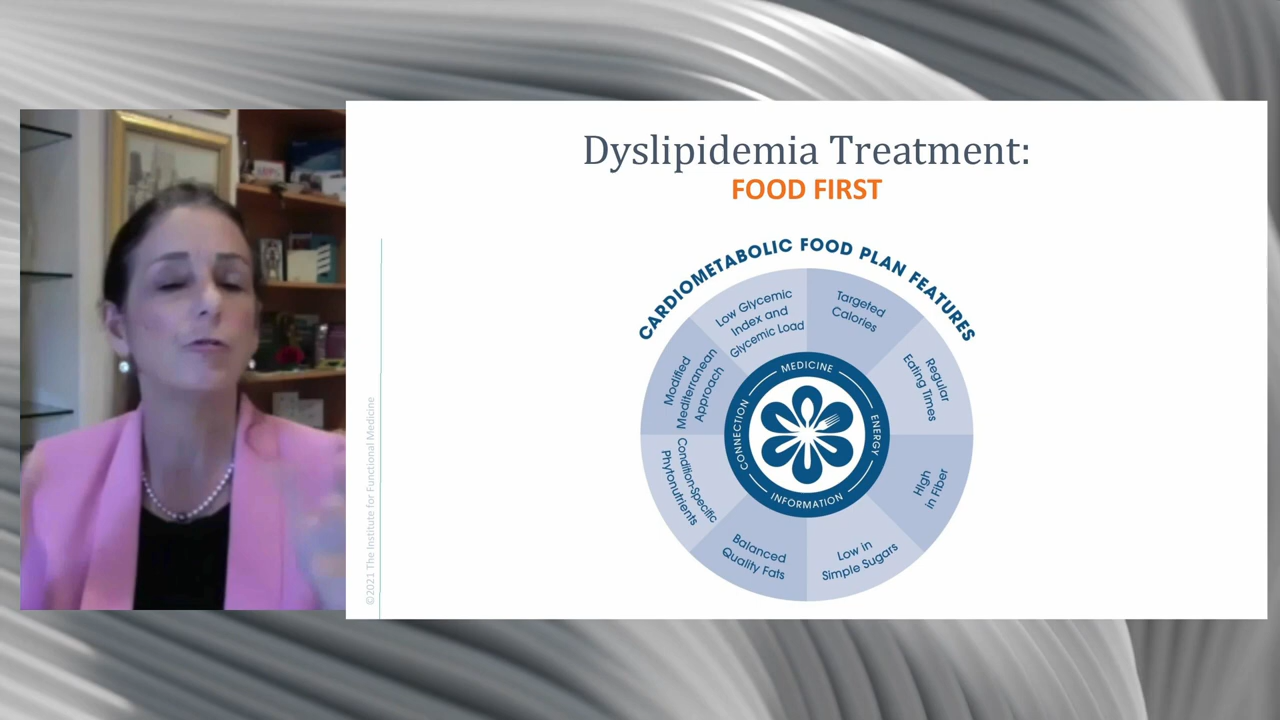 Dyslipidemia Treatment:
FOOD FIRST
CARDIOMETABOLIC FOOD PLAN FEATURES
Targeted
Calories
Regular
Eating Times
High
in Fiber
Low in
Simple Sugars
Balanced
Quality Fats
Condition-Specific
Phytonutrients
Modified
Mediterranean
Approach
Low Glycemic
Index and
Glycemic Load
MEDICINE
ENERGY
INFORMATION
CONNECTION
©2021 The Institute for Functional Medicine